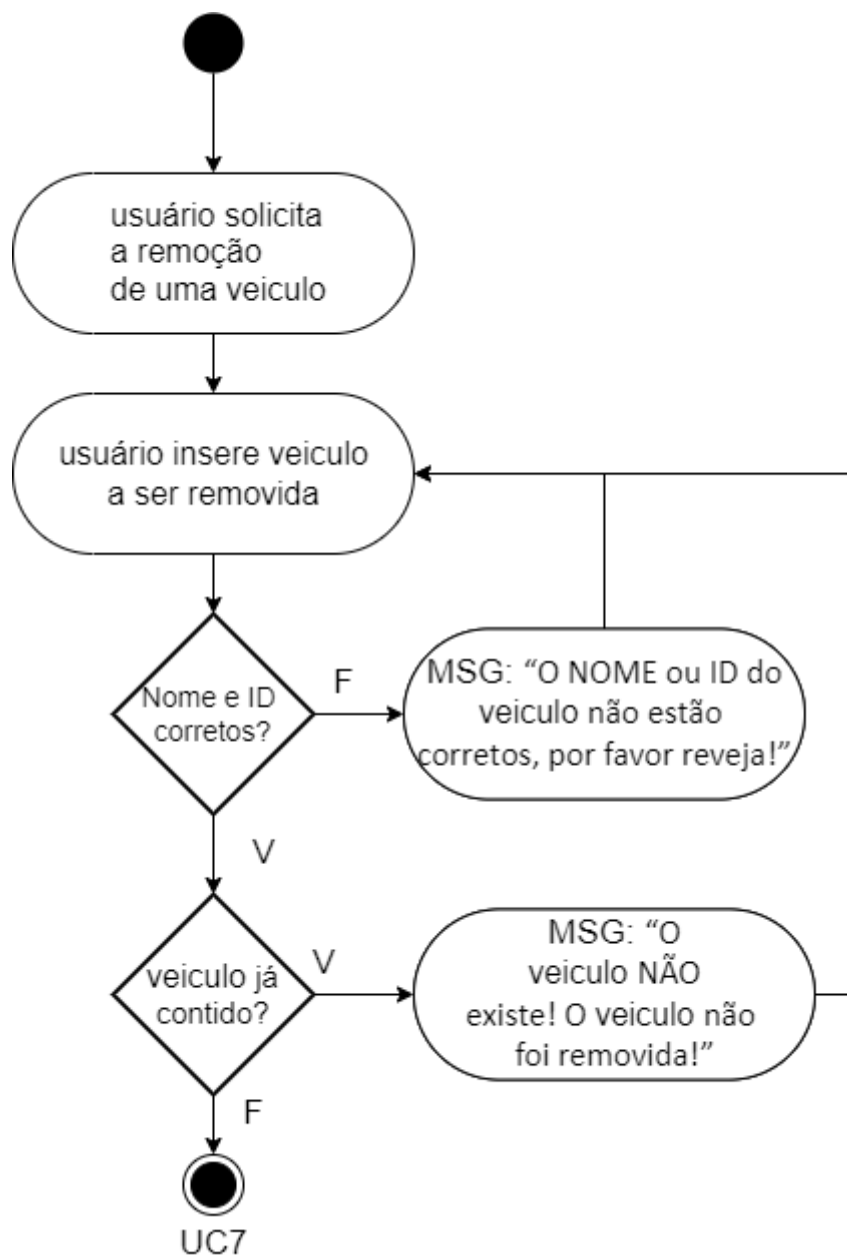 usuário solicita
a remoção
de uma veiculo
usuário insere veiculo
a ser removida
Nome e ID
corretos?
F
MSG: “O NOME ou ID do
veiculo não estão
corretos, por favor reveja!”
V
veiculo já
contido?
V
MSG: “O
veiculo NÃO
existe! O veiculo não
foi removida!”
F
UC7